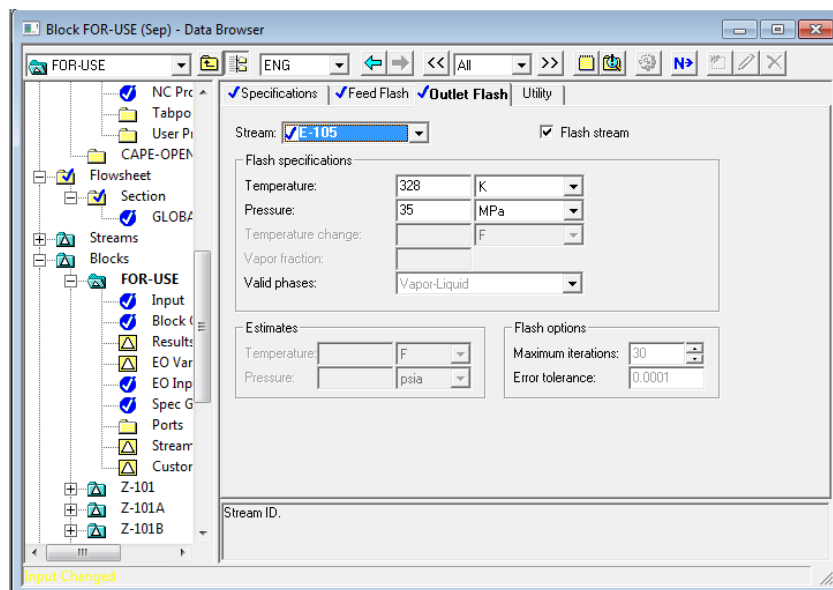 Block FOR-USE (Sep) - Data Browser
FOR-USE ENG << All >> N>
NC Prc
Tabpo
User Pr
CAPE-OPEN
Flowsheet
Section
GLOBA
Streams
Blocks
FOR-USE
Input
Block
Results
EO Var
EO Inp
Spec G
Ports
Stream
Custor
Z-101
Z-101A
Z-101B
Specifications Feed Flash Outlet Flash Utility
Stream: E-105 Flash stream
Flash specifications
Temperature: 328 K
Pressure: 35 MPa
Temperature change: F
Vapor fraction:
Valid phases: Vapor-Liquid
Estimates
Temperature: F
Pressure: psia
Flash options
Maximum iterations: 30
Error tolerance: 0.0001
Stream ID.
Input Changed